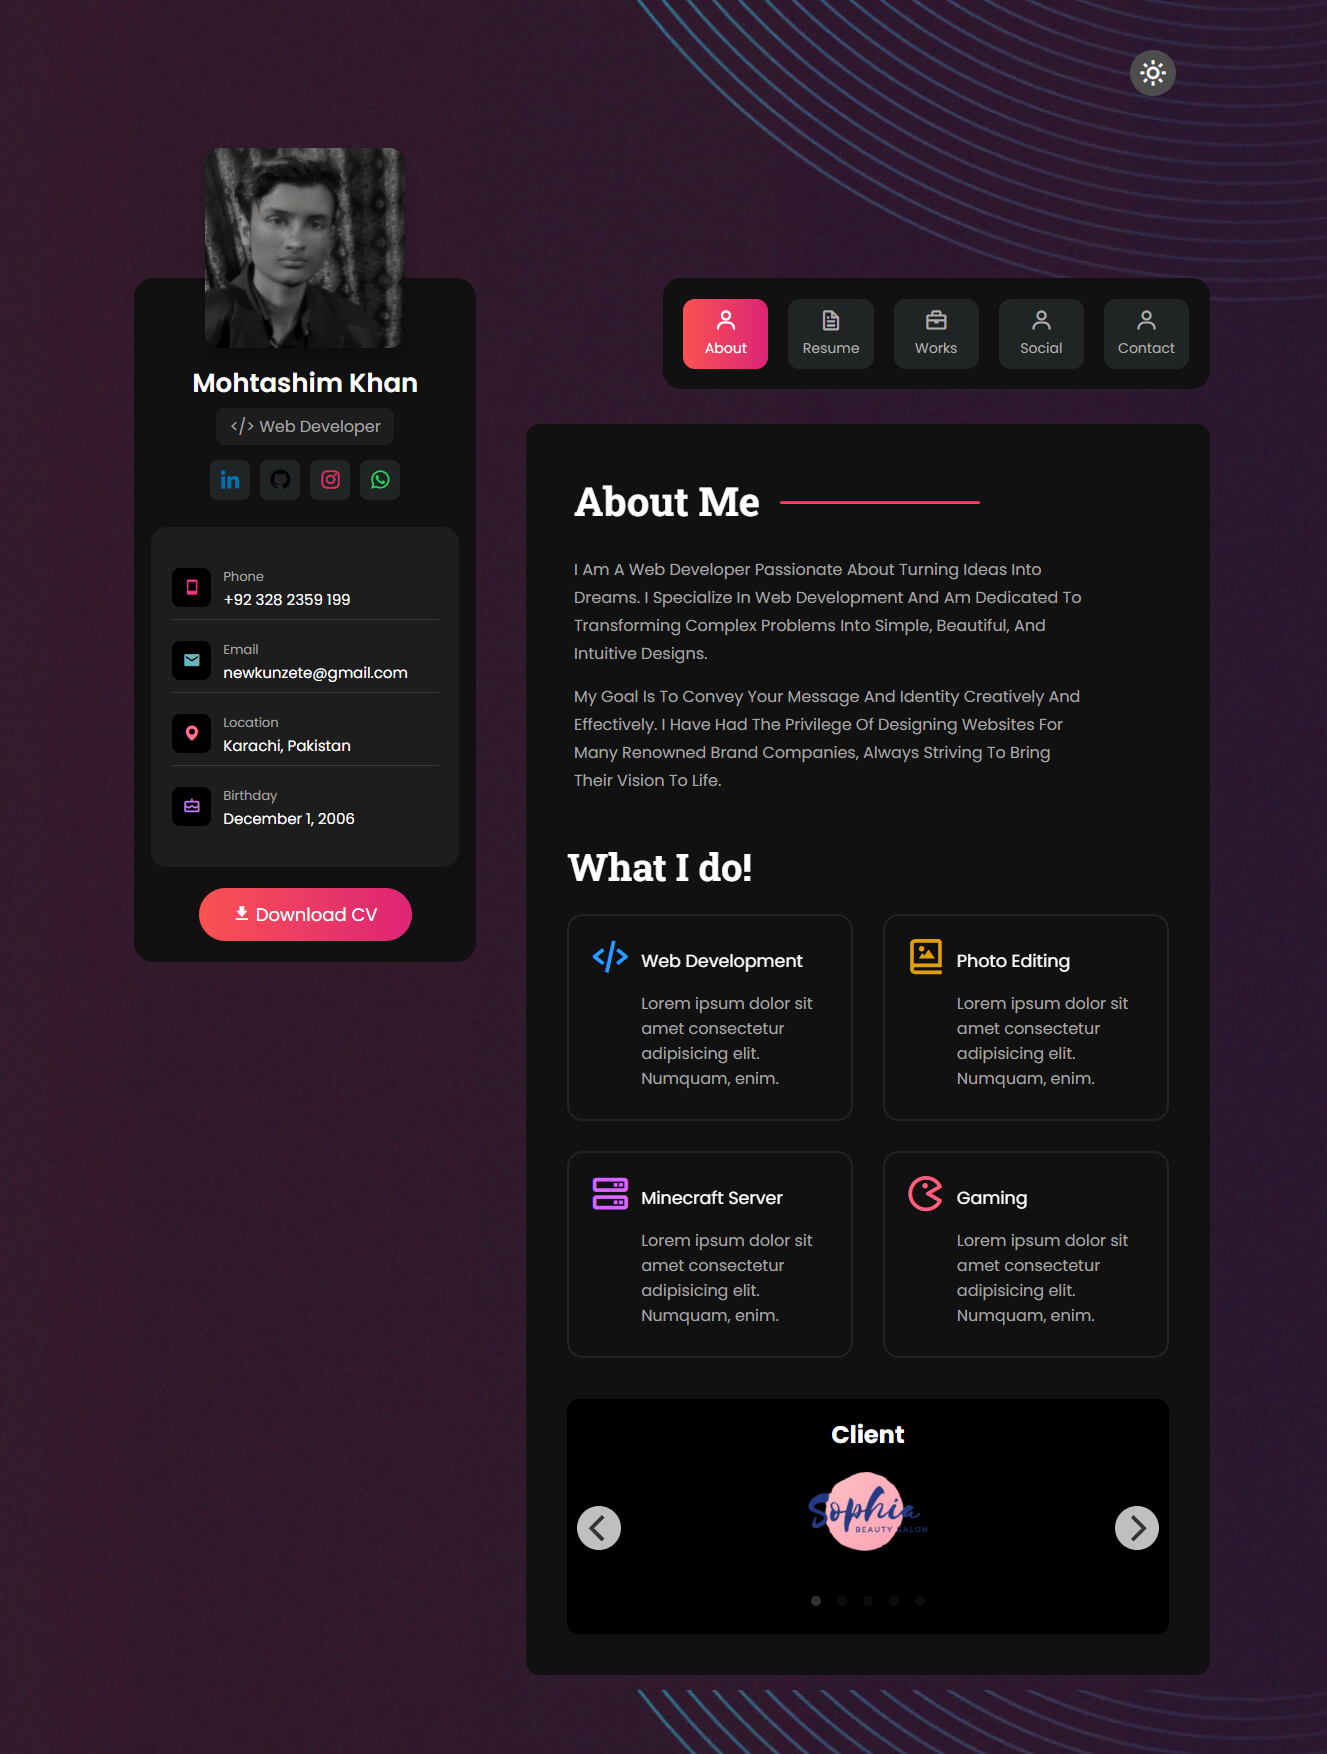 Mohtashim Khan
</> Web Developer
Phone
+92 328 2359 199
Email
newkunzete@gmail.com
Location
Karachi, Pakistan
Birthday
December 1, 2006
Download CV
About
Resume
Works
Social
Contact
About Me
I Am A Web Developer Passionate About Turning Ideas Into
Dreams. I Specialize In Web Development And Am Dedicated To
Transforming Complex Problems Into Simple, Beautiful, And
Intuitive Designs.
My Goal Is To Convey Your Message And Identity Creatively And
Effectively. I Have Had The Privilege Of Designing Websites For
Many Renowned Brand Companies, Always Striving To Bring
Their Vision To Life.
What I do!
Web Development
Lorem ipsum dolor sit
amet consectetur
adipisicing elit.
Numquam, enim.
Photo Editing
Lorem ipsum dolor sit
amet consectetur
adipisicing elit.
Numquam, enim.
Minecraft Server
Lorem ipsum dolor sit
amet consectetur
adipisicing elit.
Numquam, enim.
Gaming
Lorem ipsum dolor sit
amet consectetur
adipisicing elit.
Numquam, enim.
Client
Sophia
BEAUTY SALON